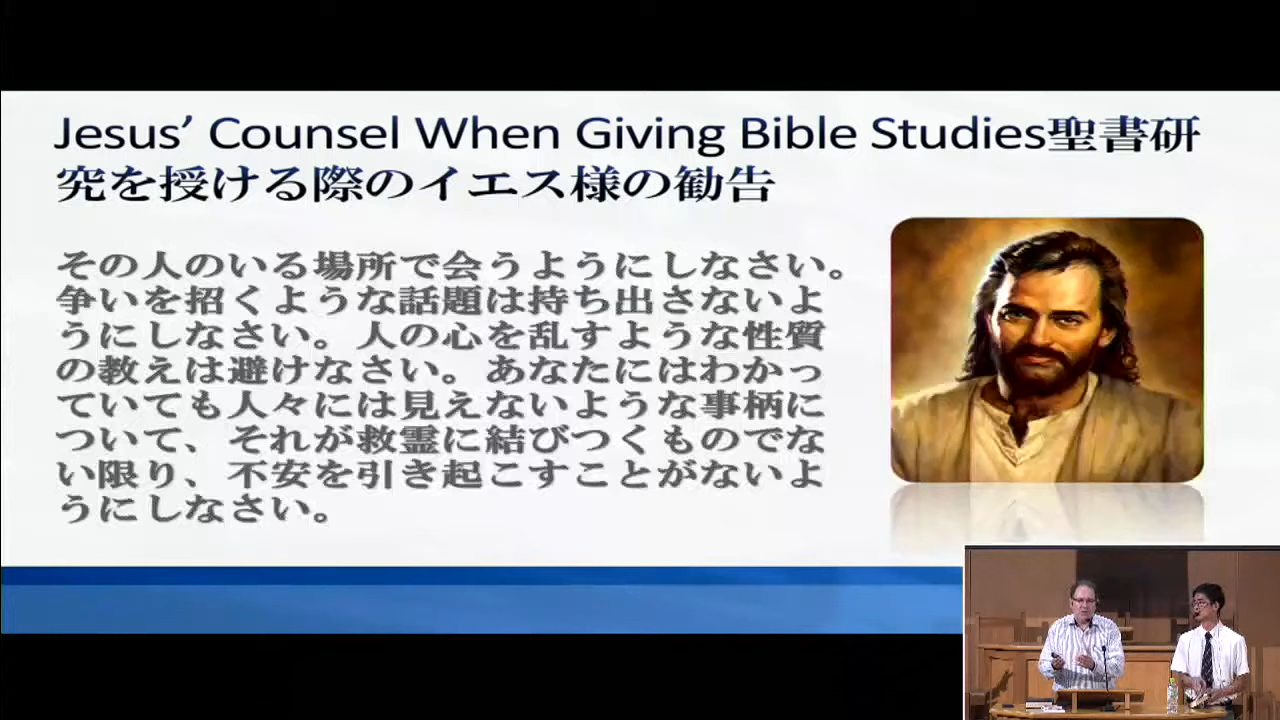 Jesus’ Counsel When Giving Bible Studies聖書研
究を授ける際のイエス様の勧告
その人のいる場所で会うようにしなさい。
争いを招くような話題は持ち出さないよ
うにしなさい。人の心を乱すような性質
の教えは避けなさい。あなたにはわかっ
ていても人々には見えないような事柄に
ついて、それが救霊に結びつくものでな
い限り、不安を引き起こすことがないよ
うにしなさい。